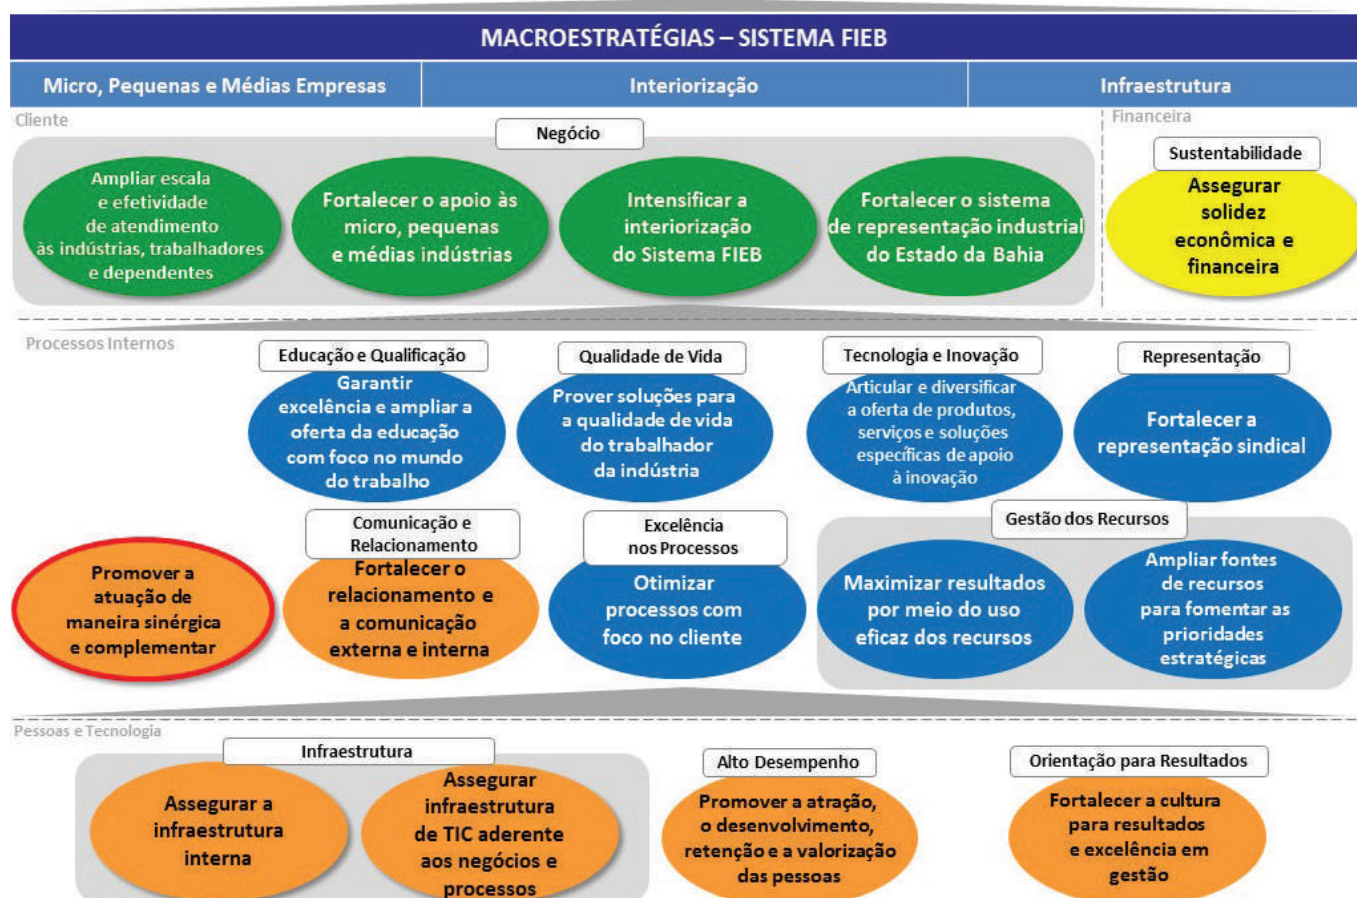 MACROESTRATÉGIAS – SISTEMA FIEB
Micro, Pequenas e Médias Empresas
Interiorização
Infraestrutura
Cliente
Financeira
Negócio
Sustentabilidade
Ampliar escala
e efetividade
de atendimento
às indústrias, trabalhadores
e dependentes
Fortalecer o apoio às
micro, pequenas
e médias indústrias
Intensificar a
interiorização
do Sistema FIEB
Fortalecer o sistema
de representação industrial
do Estado da Bahia
Assegurar
solidez
econômica e
financeira
Processos Internos
Educação e Qualificação
Garantir
excelência e ampliar a
oferta da educação
com foco no mundo
do trabalho
Qualidade de Vida
Prover soluções para
a qualidade de vida
do trabalhador
da indústria
Tecnologia e Inovação
Articular e diversificar
a oferta de produtos,
serviços e soluções
específicas de apoio
à inovação
Representação
Fortalecer a
representação sindical
Promover a
atuação de
maneira sinérgica
e complementar
Comunicação e
Relacionamento
Fortalecer o
relacionamento e
a comunicação
externa e interna
Excelência
nos Processos
Otimizar
processos com
foco no cliente
Gestão dos Recursos
Maximizar resultados
por meio do uso
eficaz dos recursos
Ampliar fontes
de recursos
para fomentar as
prioridades
estratégicas
Pessoas e Tecnologia
Infraestrutura
Assegurar a
infraestrutura
interna
Assegurar
infraestrutura
de TIC aderente
aos negócios e
processos
Alto Desempenho
Promover a atração,
o desenvolvimento,
retenção e a valorização
das pessoas
Orientação para Resultados
Fortalecer a cultura
para resultados
e excelência em
gestão